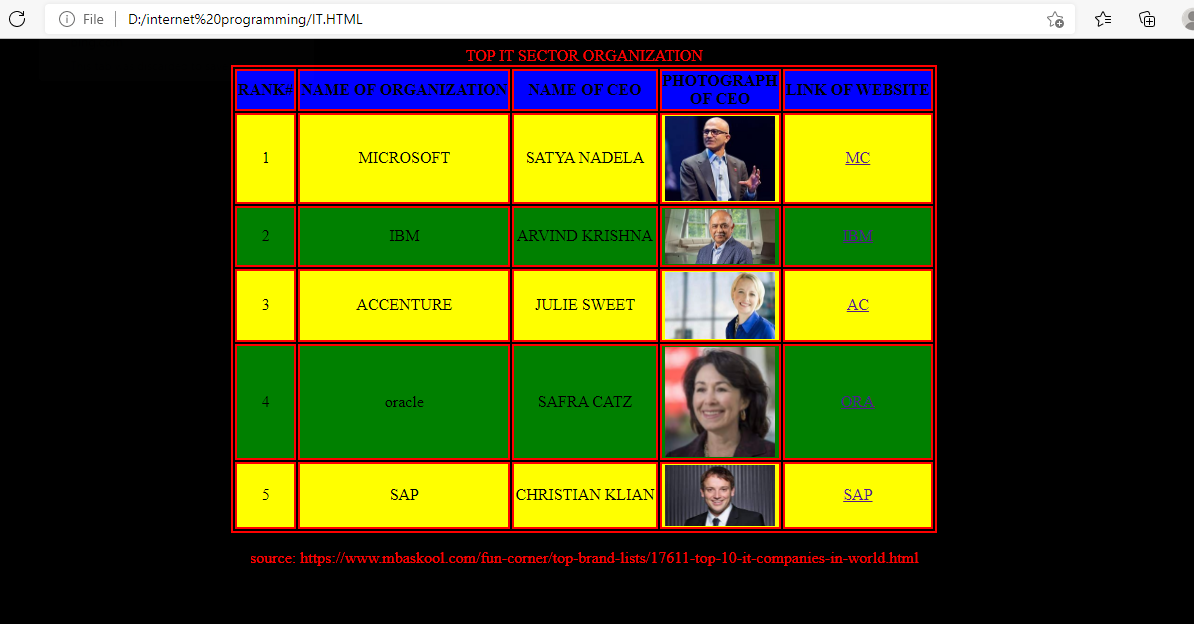 File D:/internet%20programming/IT.HTML
TOP IT SECTOR ORGANIZATION
RANK# NAME OF ORGANIZATION NAME OF CEO PHOTOGRAPH OF CEO LINK OF WEBSITE
1 MICROSOFT SATYA NADELA MC
2 IBM ARVIND KRISHNA IBM
3 ACCENTURE JULIE SWEET AC
4 oracle SAFRA CATZ ORA
5 SAP CHRISTIAN KLIAN SAP
source: https://www.mbaskool.com/fun-corner/top-brand-lists/17611-top-10-it-companies-in-world.html